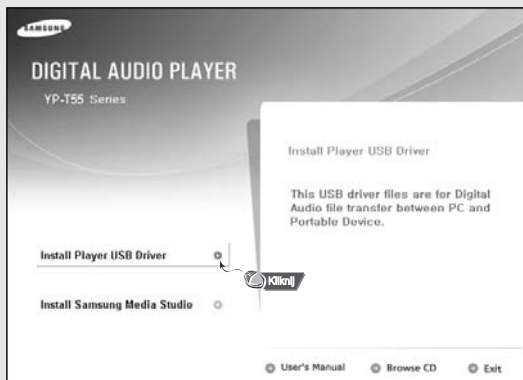 SAMSUNG
DIGITAL AUDIO PLAYER
YP-T55 Series
Install Player USB Driver
This USB driver files are for Digital
Audio file transfer between PC and
Portable Device.
Install Player USB Driver
Kliknij
Install Samsung Media Studio
User's Manual
Browse CD
Exit